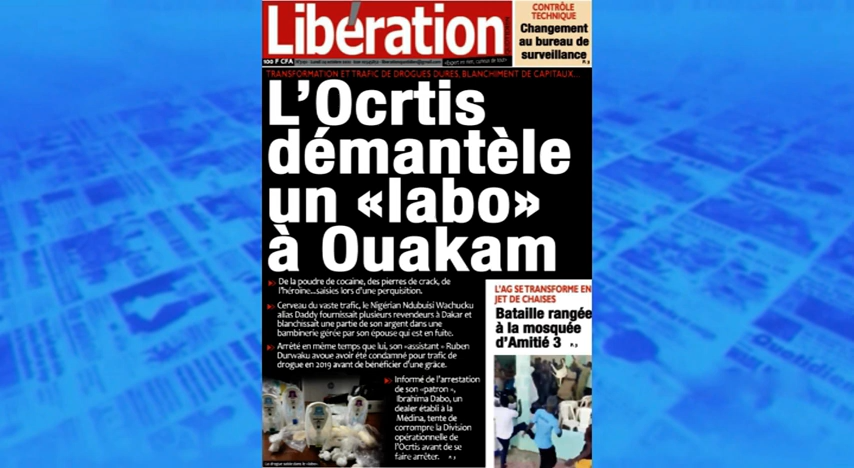 Libération
CONTRÔLE
TECHNIQUE
Changement
au bureau de
surveillance
P. 3
100 F CFA
TRANSFORMATION ET TRAFIC DE DROGUES DURES, BLANCHIMENT DE CAPITAUX...
L'Ocrtis
démantèle
un «labo»
à Ouakam
De la poudre de cocaïne, des pierres de crack, de
l'héroïne...saisies lors d'une perquisition.
Cerveau du vaste trafic, le Nigérian Ndubuisi Wachucku
alias Daddy fournissait plusieurs revendeurs à Dakar et
blanchissait une partie de son argent dans une
bambinerie gérée par son épouse qui est en fuite.
Arrêté en même temps que lui, son «assistant» Ruben
Durwaku avoue avoir été condamné pour trafic de
drogue en 2019 avant de bénéficier d'une grâce.
Informé de l'arrestation
de son «patron»,
Ibrahima Dabo, un
dealer établi à la
Médina, tente de
corrompre la Division
opérationnelle de
l'Ocrtis avant de se
faire arrêter.
L'AG SE TRANSFORME EN
JET DE CHAISES
Bataille rangée
à la mosquée
d'Amitié 3
P. 3